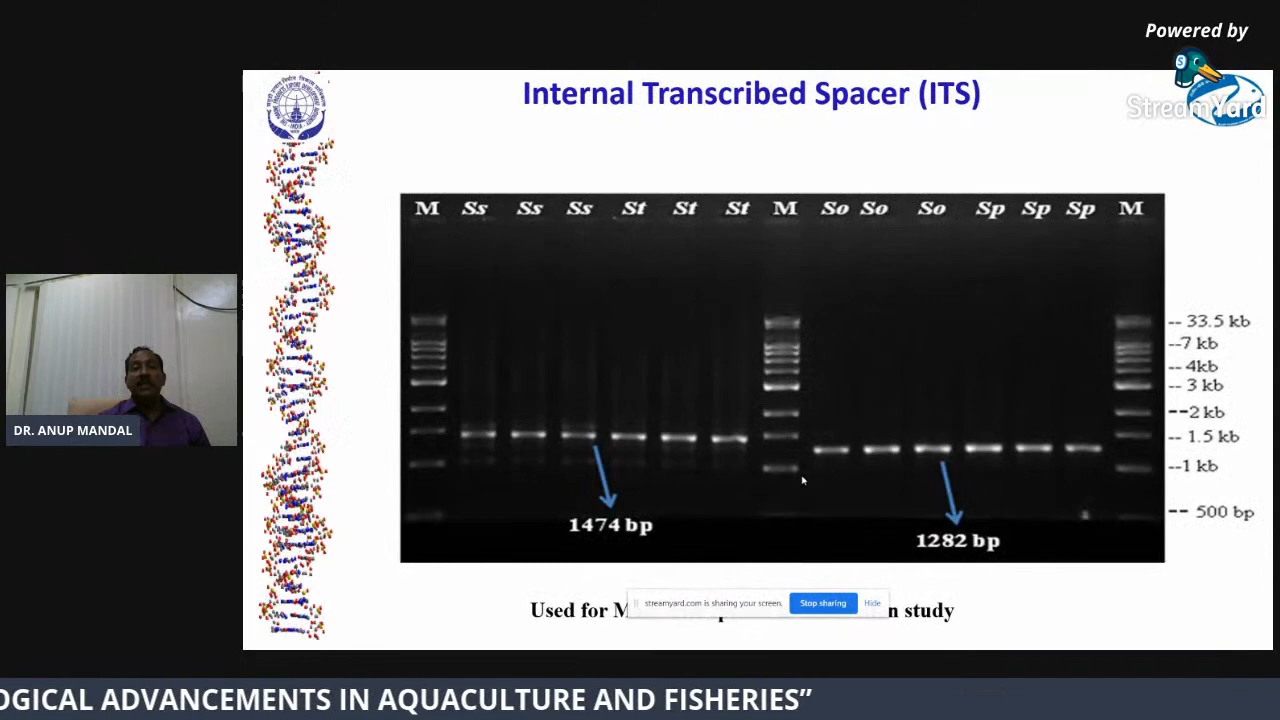 Powered by
StreamYard
Internal Transcribed Spacer (ITS)
M Ss Ss Ss St St St M So So So Sp Sp Sp M
-- 33.5 kb
--7 kb
-- 4kb
-- 3 kb
--2 kb
-- 1.5 kb
--1 kb
-- 500 bp
1474 bp
1282 bp
DR. ANUP MANDAL
streamyard.com is sharing your screen.
Stop sharing
Hide
Used for
study
OGICAL ADVANCEMENTS IN AQUACULTURE AND FISHERIES”